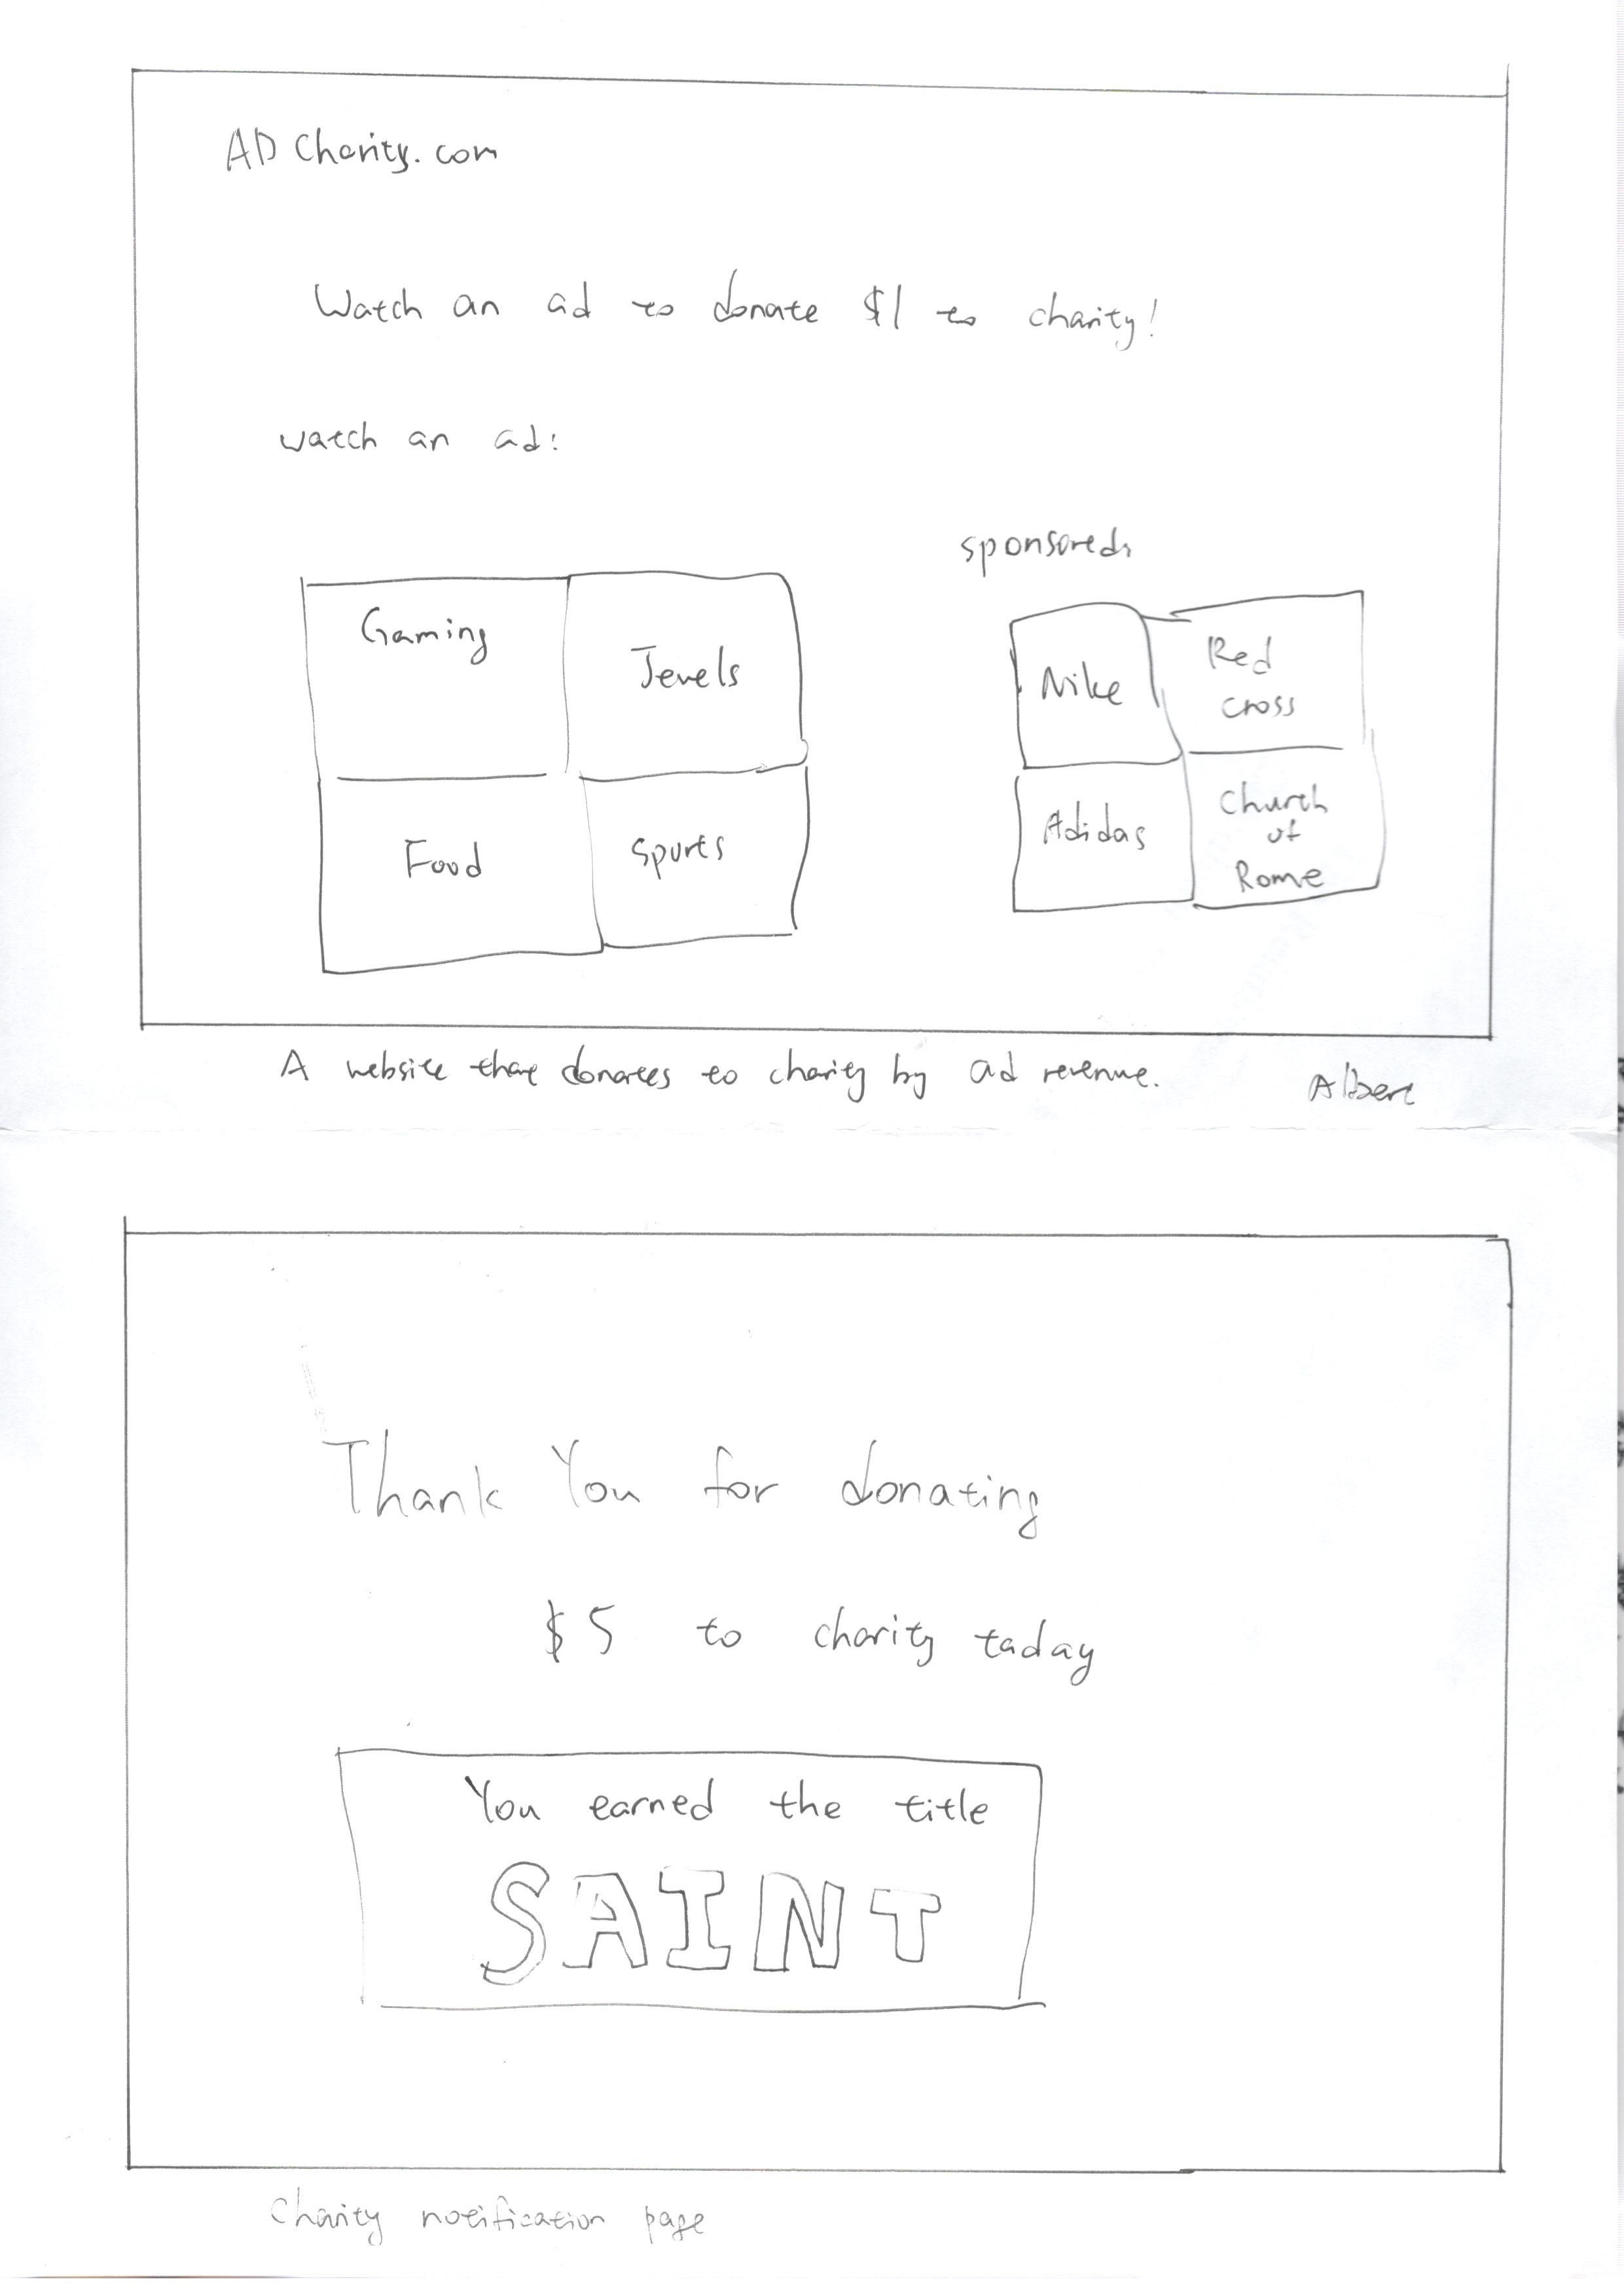 AD Charity.com
Watch an ad to donate $1 to charity!
watch an ad:
sponsored:
Gaming
Jewels
Food
Sports
Nike
Red
cross
Adidas
Church
of
Rome
A website that donates to charity by ad revenue.
Albert
Thank You for donating
$5 to charity taday
You earned the title
SAINT
Charity notification page